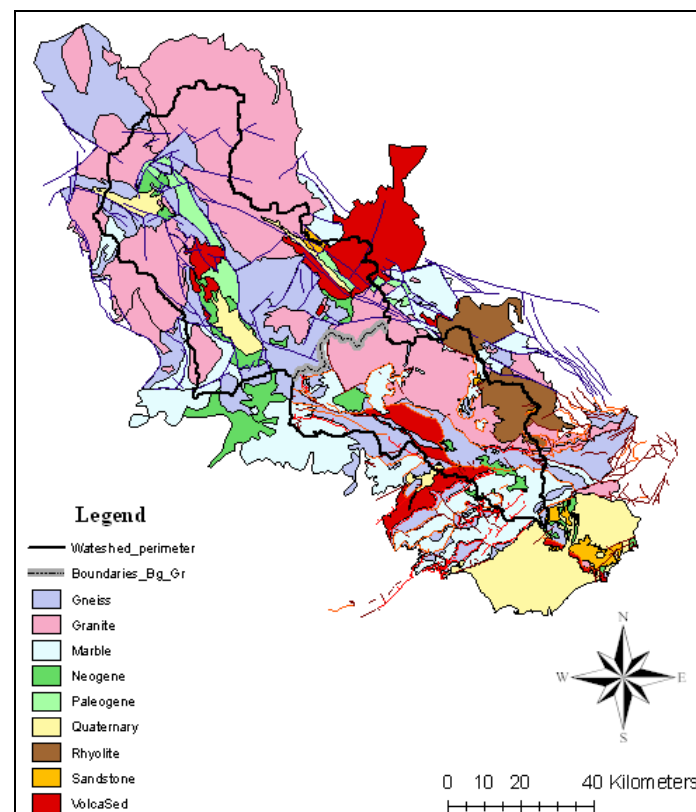 Legend
Wateshed_perimeter
Boundaries_Bg_Gr
Gneiss
Granite
Marble
Neogene
Paleogene
Quaternary
Rhyolite
Sandstone
VolcaSed
N
W E
S
0 10 20 40 Kilometers